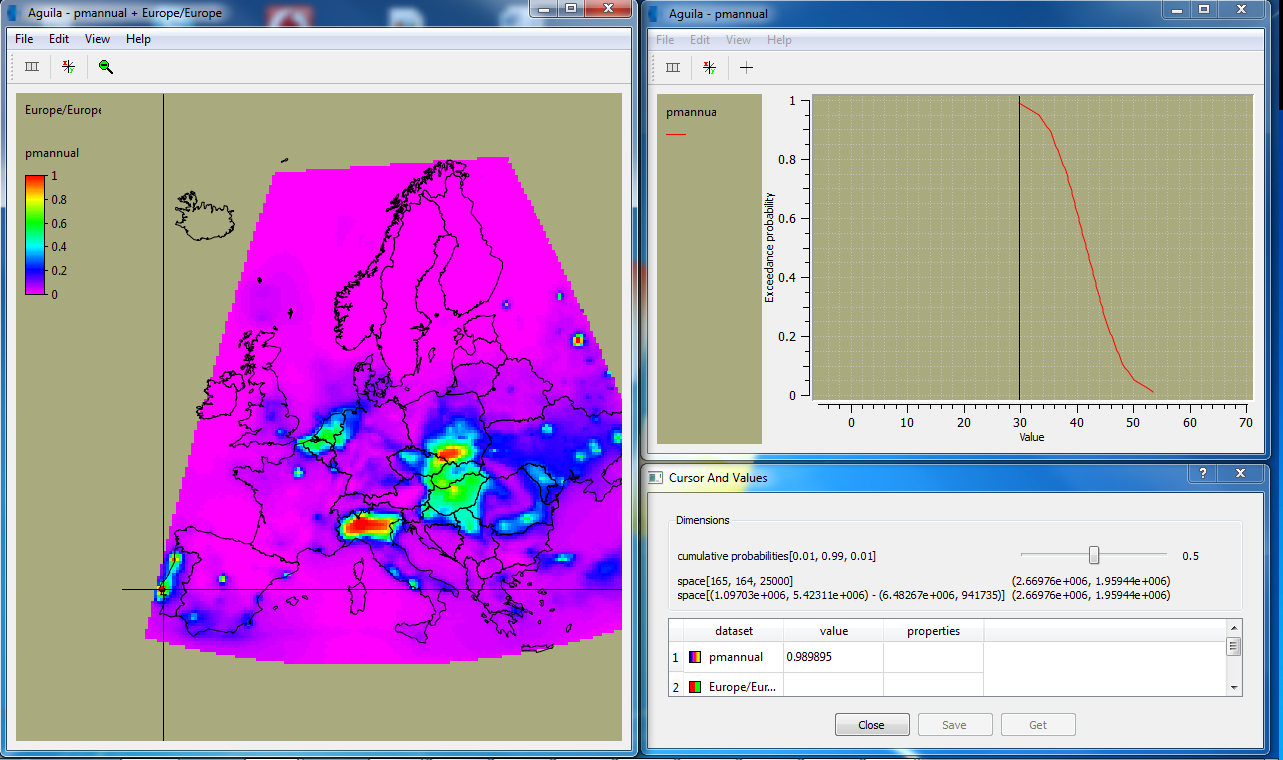 Aguila - pmannual + Europe/Europe
File Edit View Help
Europe/Europe
pmannual
1
0.8
0.6
0.4
0.2
0
Aguila - pmannual
File Edit View Help
pmannua
Exceedance probability
1
0.8
0.6
0.4
0.2
0
0 10 20 30 40 50 60 70
Value
Cursor And Values
Dimensions
cumulative probabilities[0.01, 0.99, 0.01] 0.5
space[165, 164, 25000] (2.66976e+006, 1.95944e+006)
space[(1.09703e+006, 5.42311e+006) - (6.48267e+006, 941735)] (2.66976e+006, 1.95944e+006)
dataset value properties
1 pmannual 0.989895
2 Europe/Eur...
Close Save Get